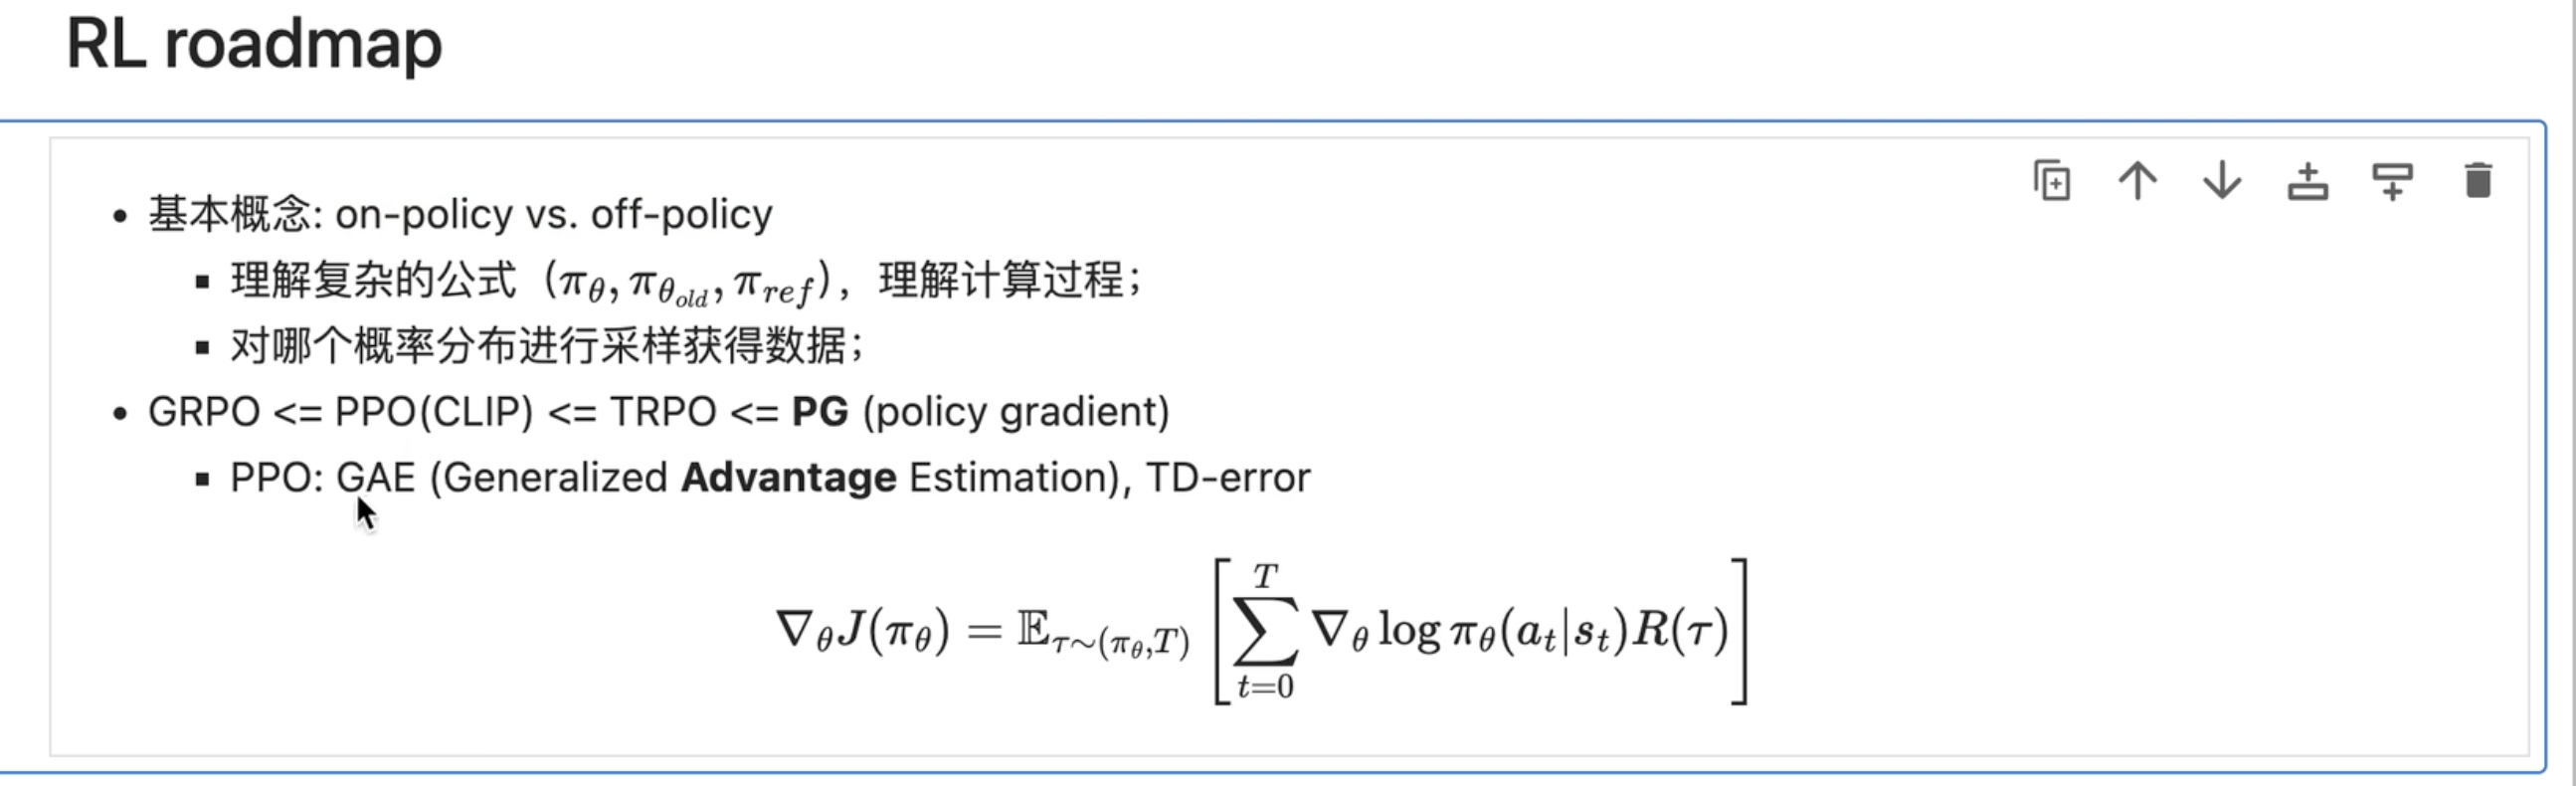 RL roadmap
• 基本概念: on-policy vs. off-policy
▪ 理解复杂的公式（$\pi_\theta, \pi_{\theta_{old}}, \pi_{ref}$），理解计算过程；
▪ 对哪个概率分布进行采样获得数据；
• GRPO <= PPO(CLIP) <= TRPO <= PG (policy gradient)
▪ PPO: GAE (Generalized Advantage Estimation), TD-error
$\nabla_\theta J(\pi_\theta) = \mathbb{E}_{\tau \sim (\pi_\theta, T)} \left[ \sum_{t=0}^{T} \nabla_\theta \log \pi_\theta(a_t|s_t) R(\tau) \right]$